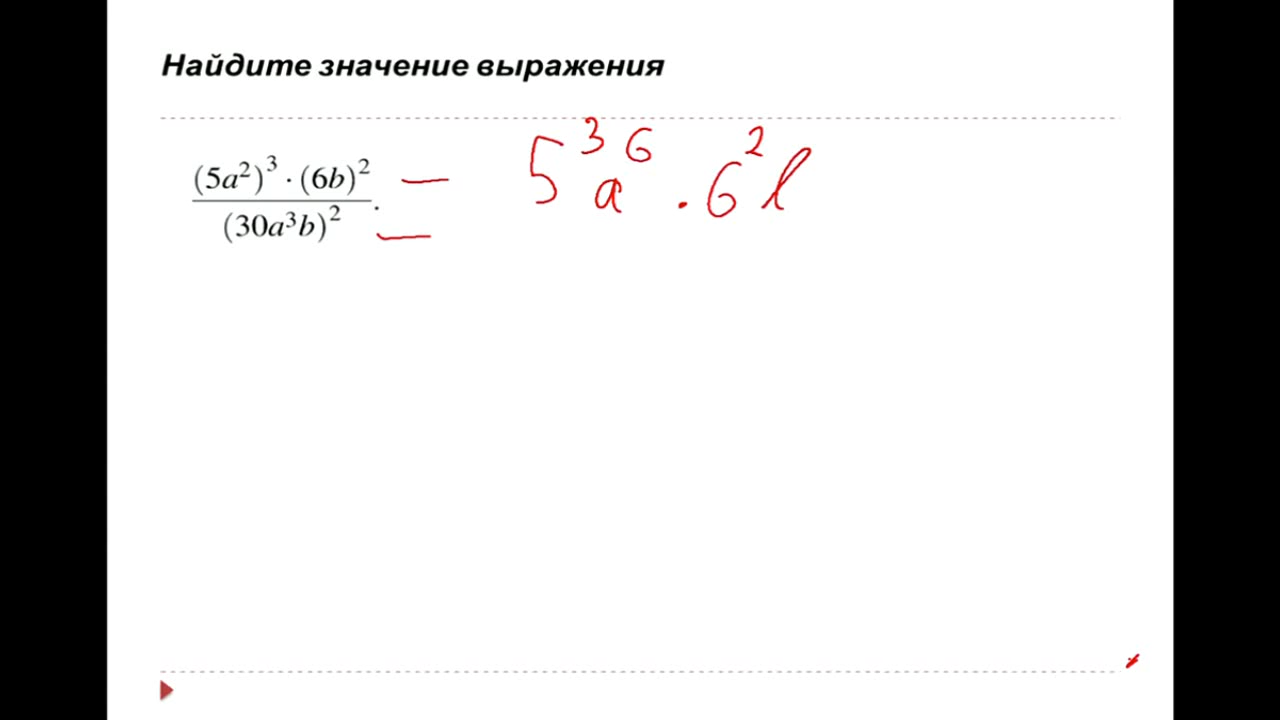 Найдите значение выражения
(5a²)³ · (6b)²
(30a³b)²
.
5³a⁶ · 6²b